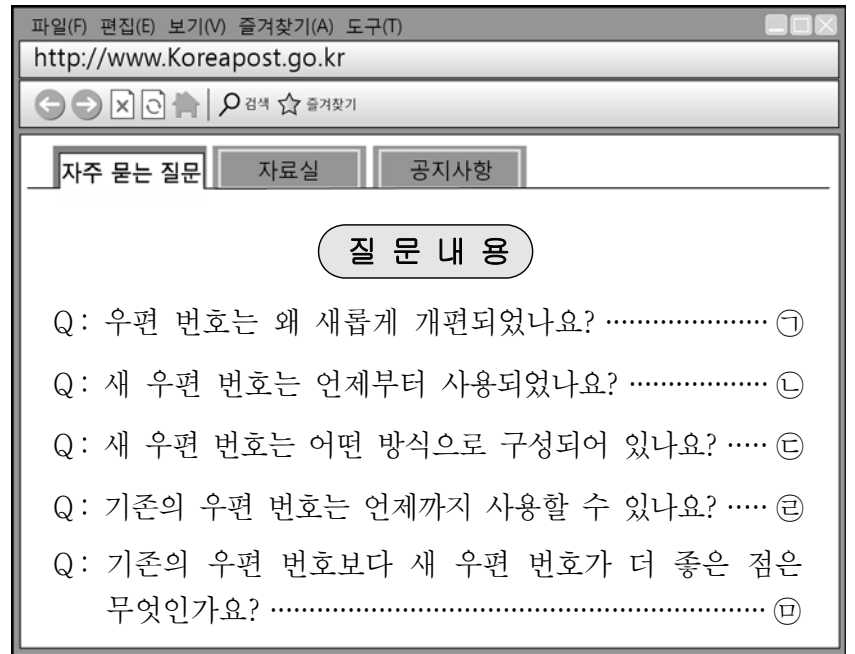 파일(F) 편집(E) 보기(V) 즐겨찾기(A) 도구(T)
http://www.Koreapost.go.kr
검색 즐겨찾기
자주 묻는 질문 자료실 공지사항
질 문 내 용
Q : 우편 번호는 왜 새롭게 개편되었나요? ····················· ㉠
Q : 새 우편 번호는 언제부터 사용되었나요? ·················· ㉡
Q : 새 우편 번호는 어떤 방식으로 구성되어 있나요? ····· ㉢
Q : 기존의 우편 번호는 언제까지 사용할 수 있나요? ····· ㉣
Q : 기존의 우편 번호보다 새 우편 번호가 더 좋은 점은
무엇인가요? ································································ ㉤